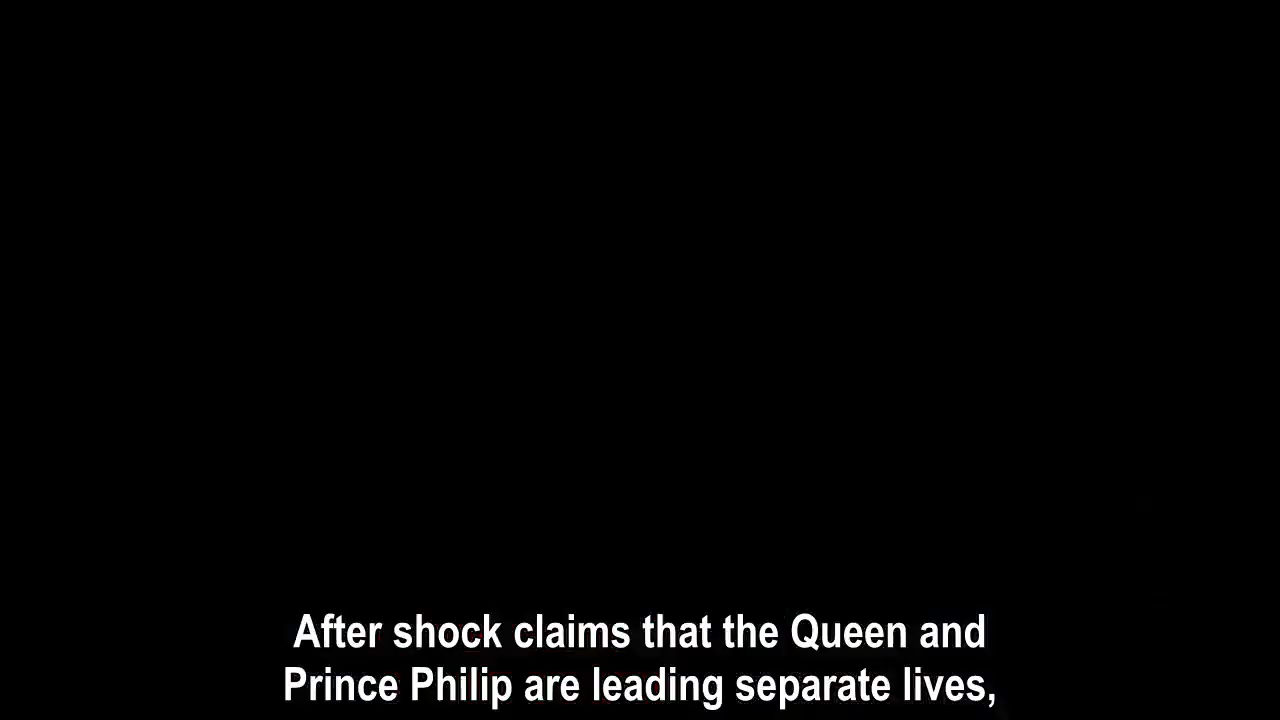 After shock claims that the Queen and
Prince Philip are leading separate lives,